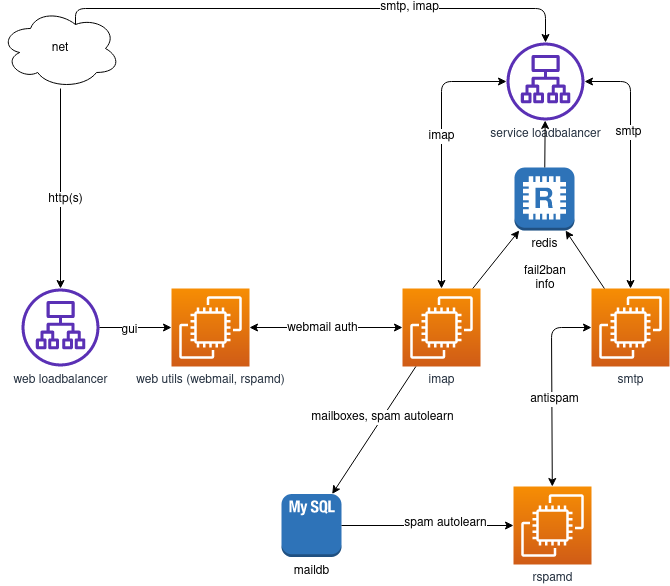 smtp, imap
net
imap
service loadbalancer
smtp
R
http(s)
redis
fail2ban
info
gui
webmail auth
web loadbalancer
web utils (webmail, rspamd)
imap
smtp
antispam
mailboxes, spam autolearn
My SQL
spam autolearn
maildb
rspamd